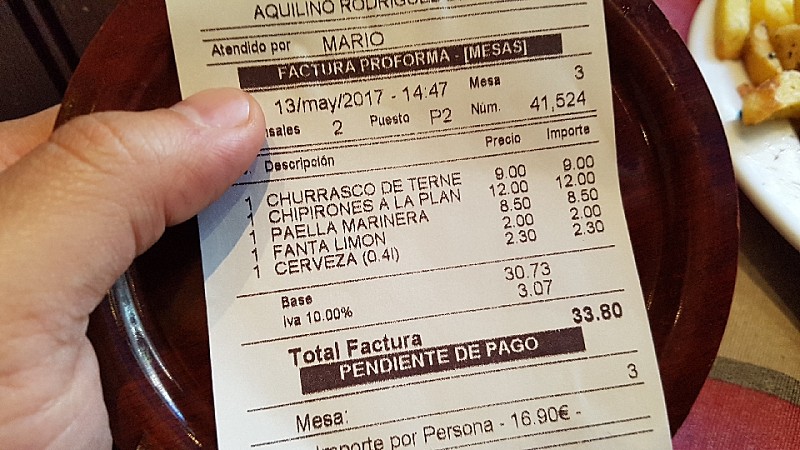 AQUILINO RODRIGUEZ
Atendido por MARIO
FACTURA PROFORMA - [MESAS]
13/may/2017 - 14:47 Mesa 3
nsales 2 Puesto P2 Núm. 41,524
Descripción Precio Importe
1 CHURRASCO DE TERNE 9.00 9.00
1 CHIPIRONES A LA PLAN 12.00 12.00
1 PAELLA MARINERA 8.50 8.50
1 FANTA LIMON 2.00 2.00
1 CERVEZA (0.4l) 2.30 2.30
Base 30.73
Iva 10.00% 3.07
Total Factura 33.80
PENDIENTE DE PAGO
Mesa: 3
Importe por Persona - 16.90€ -